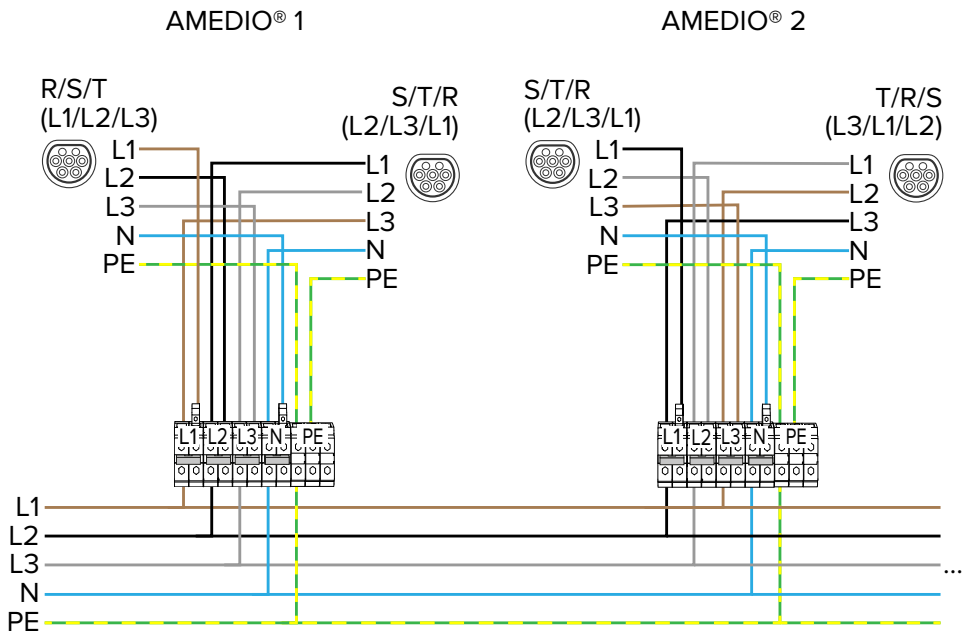 AMEDIO® 1
AMEDIO® 2
R/S/T
(L1/L2/L3)
L1
L2
L3
N
PE
S/T/R
(L2/L3/L1)
L1
L2
L3
N
PE
S/T/R
(L2/L3/L1)
L1
L2
L3
N
PE
T/R/S
(L3/L1/L2)
L1
L2
L3
N
PE
L1 L2 L3 N PE
L1 L2 L3 N PE
L1
L2
L3
N
PE
...